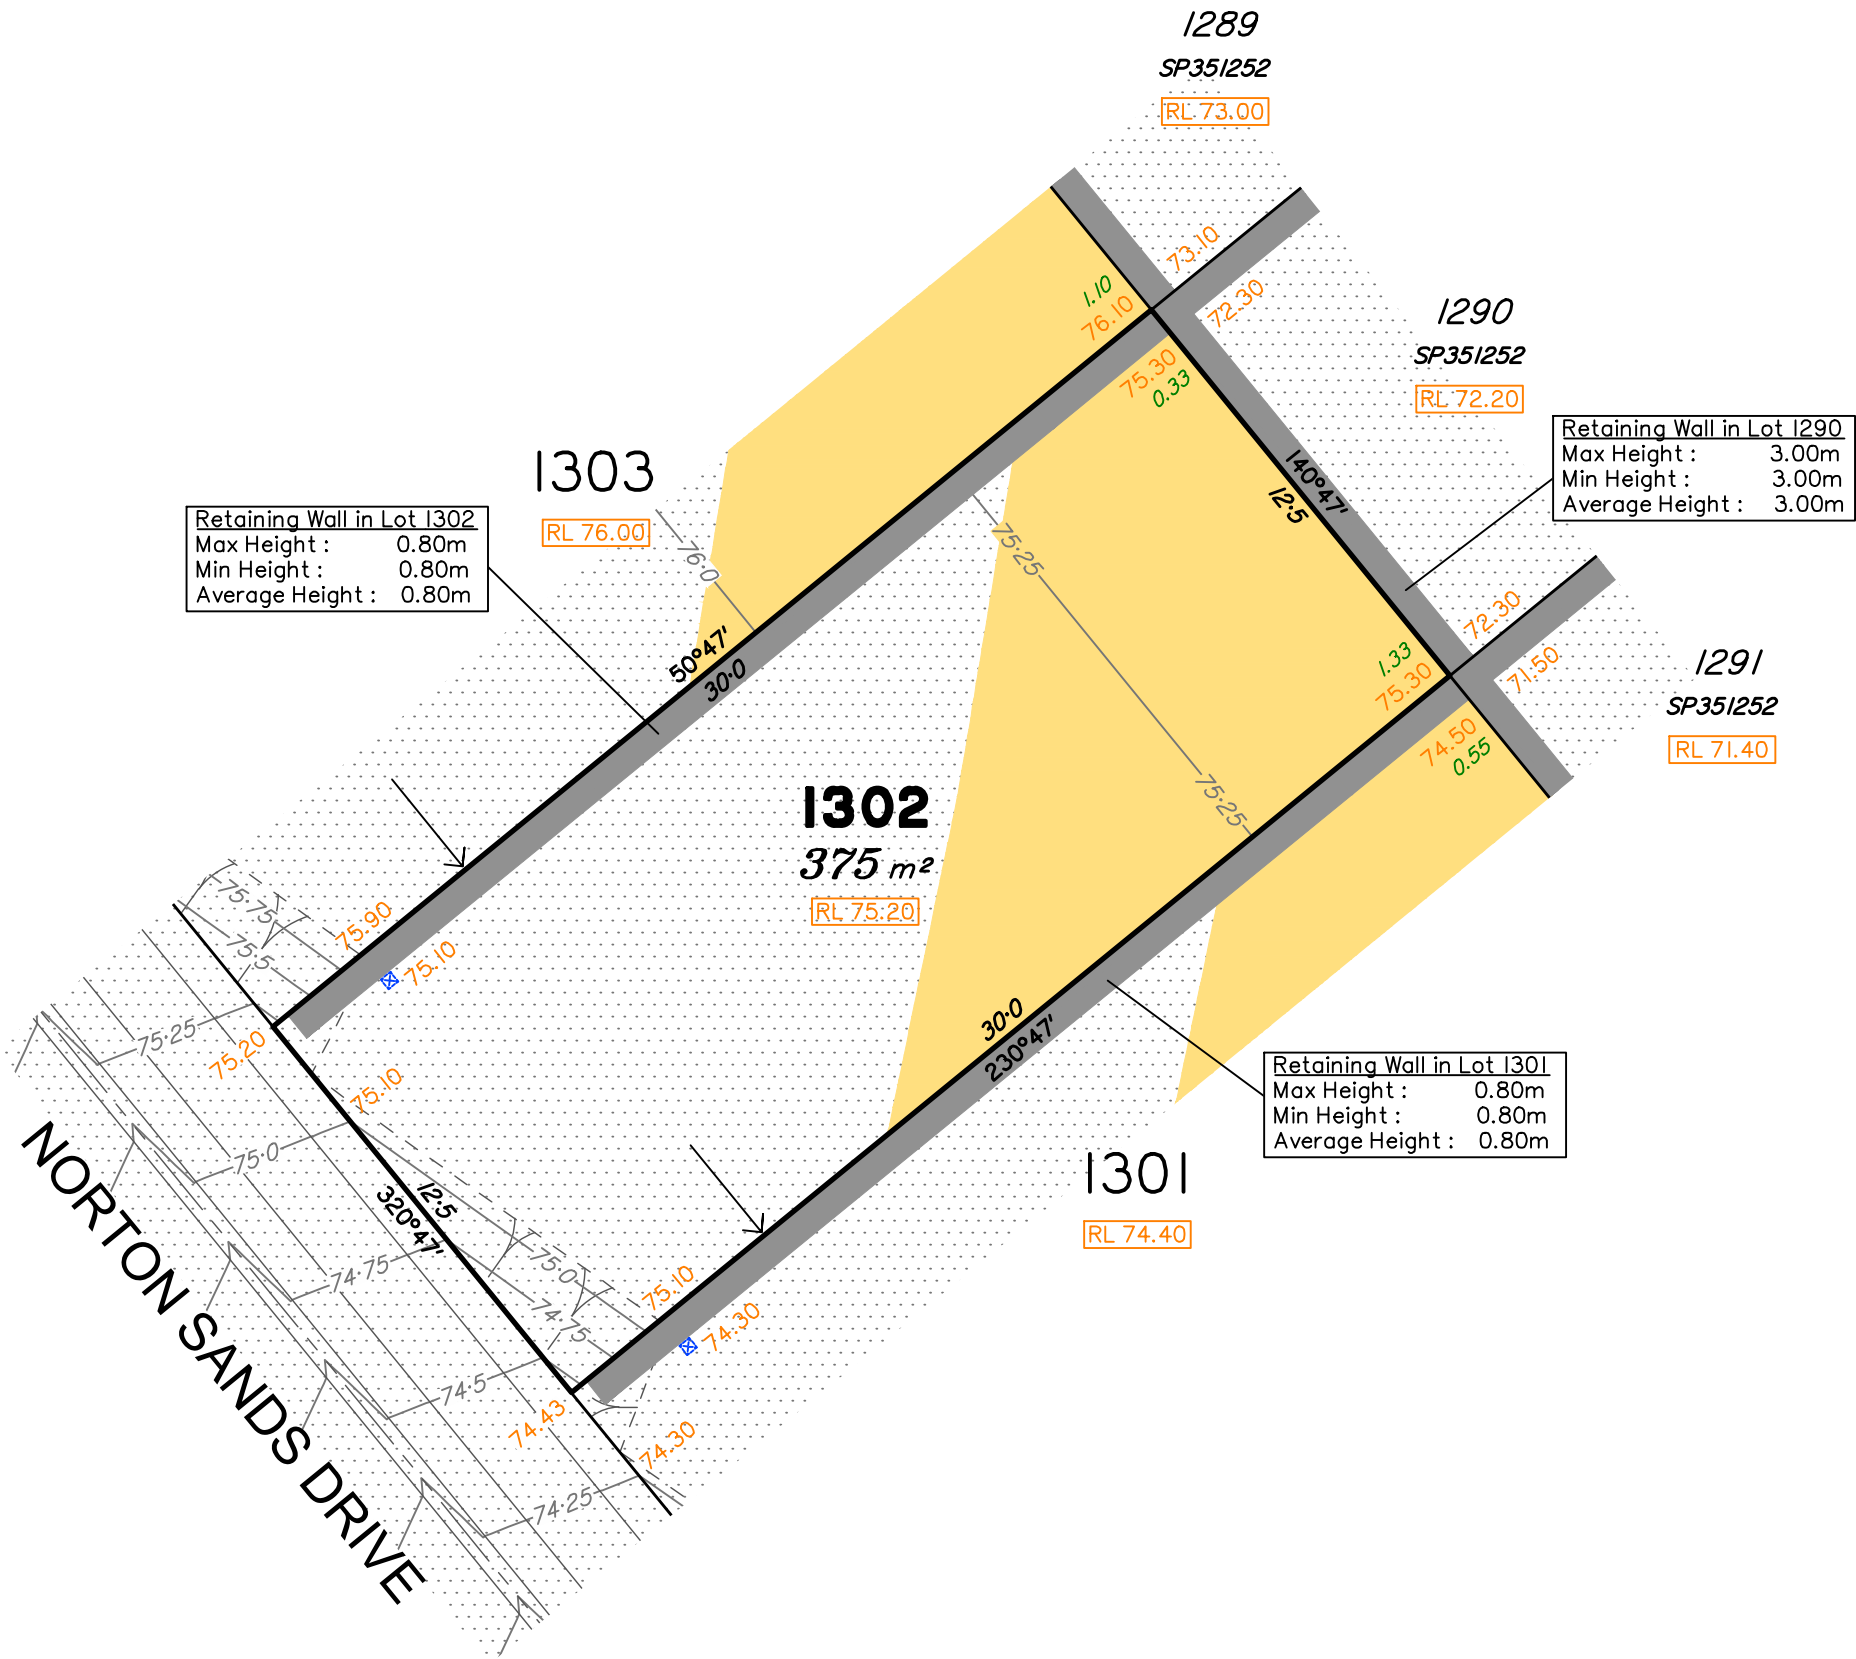 1289
SP351252
RL 73.00
73.10
72.30
1.10
76.10
75.30
0.33
1290
SP351252
RL 72.20
Retaining Wall in Lot 1290
Max Height : 3.00m
Min Height : 3.00m
Average Height : 3.00m
140°47'
12·5
1303
RL 76.00
76·0
75·25
75·25
Retaining Wall in Lot 1302
Max Height : 0.80m
Min Height : 0.80m
Average Height : 0.80m
50°47'
30·0
72.30
71.50
1.33
75.30
74.50
0.55
1291
SP351252
RL 71.40
1302
375 m²
RL 75.20
75·75
75·5
75.90
75.10
75·25
75.20
75.10
30·0
230°47'
Retaining Wall in Lot 1301
Max Height : 0.80m
Min Height : 0.80m
Average Height : 0.80m
1301
RL 74.40
75·0
12·5
320°47'
74·75
75·0
74·75
75.10
74.30
74·5
74.43
74.30
74·25
NORTON SANDS DRIVE